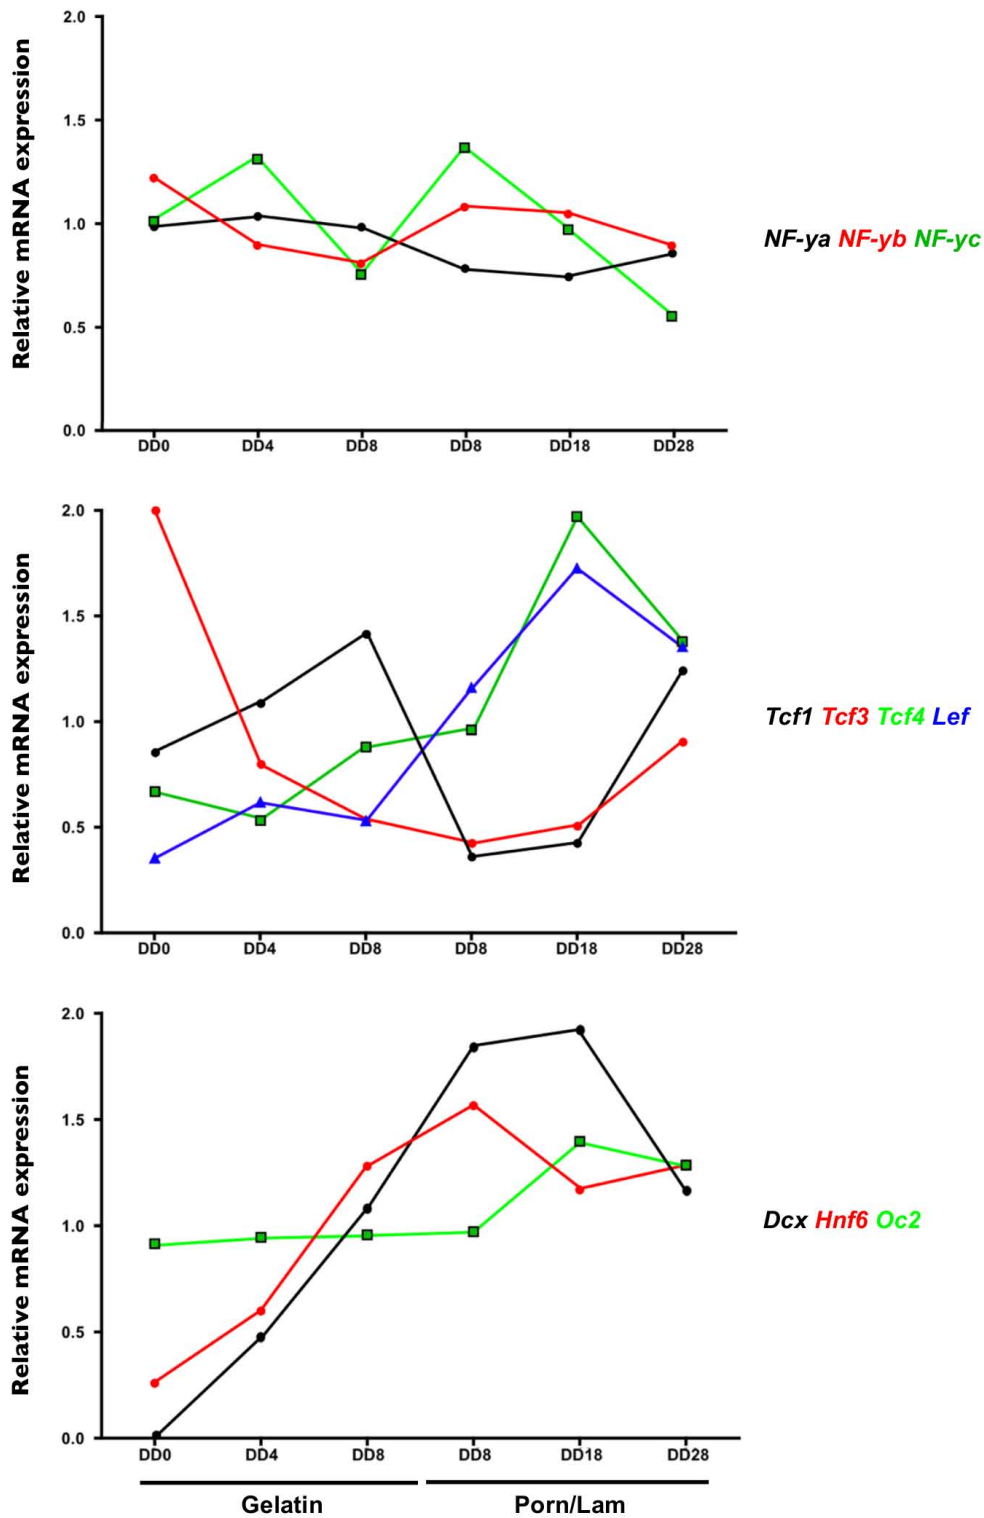 Relative mRNA expression
2.0
1.5
1.0
0.5
0.0
DD0 DD4 DD8 DD8 DD18 DD28
NF-ya NF-yb NF-yc
Relative mRNA expression
2.0
1.5
1.0
0.5
0.0
DD0 DD4 DD8 DD8 DD18 DD28
Tcf1 Tcf3 Tcf4 Lef
Relative mRNA expression
2.0
1.5
1.0
0.5
0.0
DD0 DD4 DD8 DD8 DD18 DD28
Dcx Hnf6 Oc2
Gelatin Porn/Lam